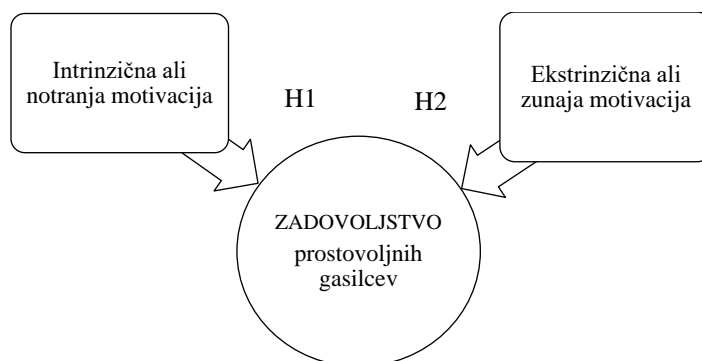 Intrinzična ali
notranja motivacija
H1
H2
Ekstrinzična ali
zunaja motivacija
ZADOVOLJSTVO
prostovoljnih
gasilcev